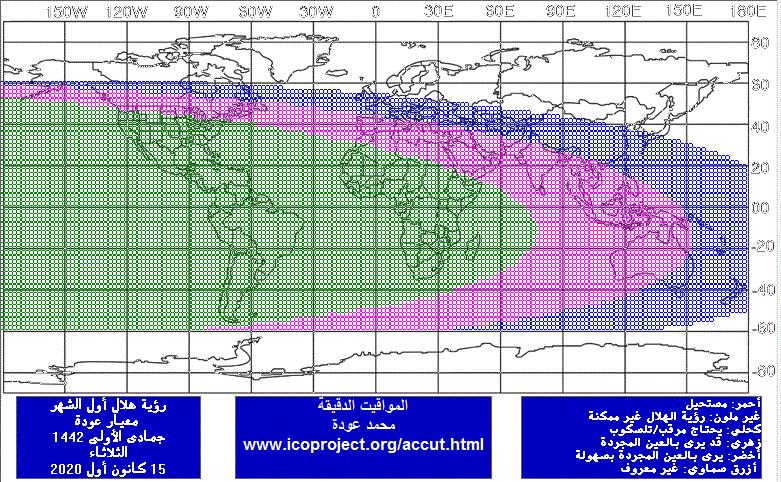 150W 120W 90W 60W 30W 0 30E 60E 90E 120E 150E 180E
80
60
40
20
00
-20
-40
-60
-80
رؤية هلال أول الشهر
معيار عودة
جمادى الأولى 1442
الثلاثاء
15 كانون أول 2020
المواقيت الدقيقة
محمد عودة
www.icoproject.org/accut.html
أحمر: مستحيل
غير ملون: رؤية الهلال غير ممكنة
كحلي: يحتاج مرقب/تلسكوب
زهري: قد يرى بالعين المجردة
أخضر: يرى بالعين المجردة بسهولة
أزرق سماوي: غير معروف